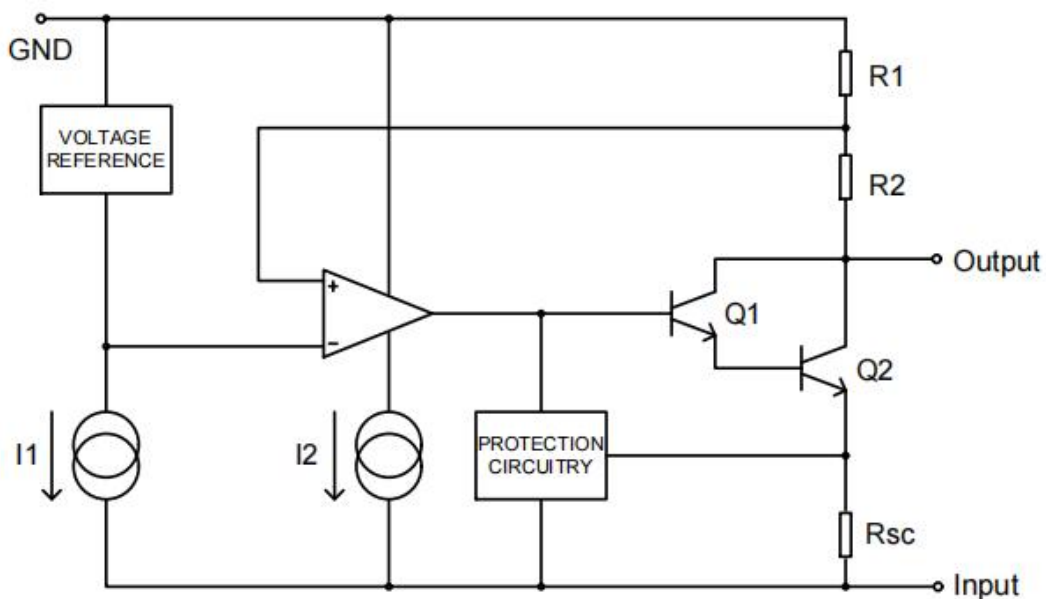 GND
R1
VOLTAGE
REFERENCE
R2
Output
+
Q1
−
Q2
I1
I2
PROTECTION
CIRCUITRY
Rsc
Input